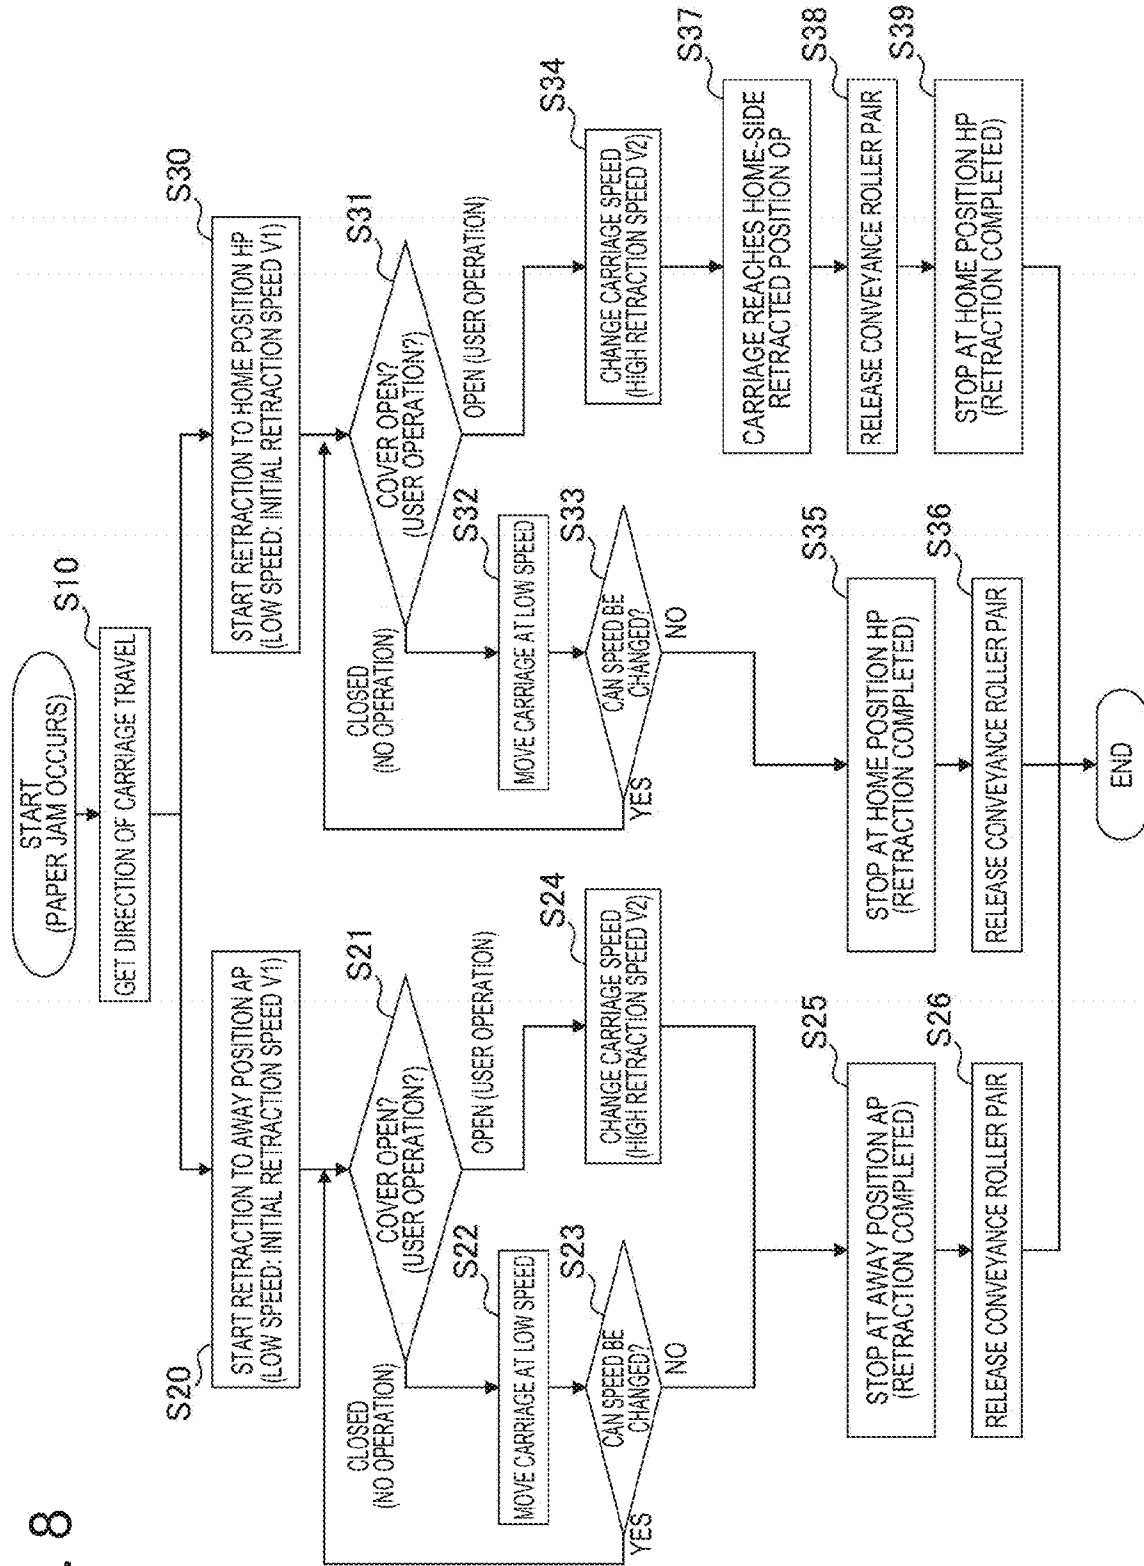 . 8
START
(PAPER JAM OCCURS)
S10
GET DIRECTION OF CARRIAGE TRAVEL
S20
START RETRACTION TO AWAY POSITION AP
(LOW SPEED: INITIAL RETRACTION SPEED V1)
S21
COVER OPEN?
(USER OPERATION?)
CLOSED
(NO OPERATION)
OPEN (USER OPERATION)
S22
MOVE CARRIAGE AT LOW SPEED
S23
CAN SPEED BE
CHANGED?
YES
NO
S24
CHANGE CARRIAGE SPEED
(HIGH RETRACTION SPEED V2)
S25
STOP AT AWAY POSITION AP
(RETRACTION COMPLETED)
S26
RELEASE CONVEYANCE ROLLER PAIR
S30
START RETRACTION TO HOME POSITION HP
(LOW SPEED: INITIAL RETRACTION SPEED V1)
S31
COVER OPEN?
(USER OPERATION?)
CLOSED
(NO OPERATION)
OPEN (USER OPERATION)
S32
MOVE CARRIAGE AT LOW SPEED
S33
CAN SPEED BE
CHANGED?
YES
NO
S34
CHANGE CARRIAGE SPEED
(HIGH RETRACTION SPEED V2)
S35
STOP AT HOME POSITION HP
(RETRACTION COMPLETED)
S36
RELEASE CONVEYANCE ROLLER PAIR
S37
CARRIAGE REACHES HOME-SIDE
RETRACTED POSITION OP
S38
RELEASE CONVEYANCE ROLLER PAIR
S39
STOP AT HOME POSITION HP
(RETRACTION COMPLETED)
END